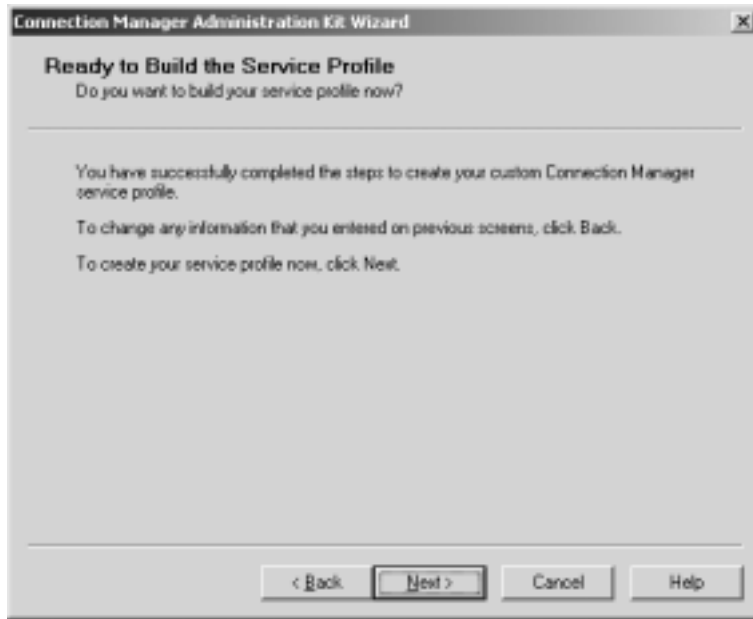 Connection Manager Administration Kit Wizard
Ready to Build the Service Profile
Do you want to build your service profile now?
You have successfully completed the steps to create your custom Connection Manager
service profile.
To change any information that you entered on previous screens, click Back.
To create your service profile now, click Next.
< Back Next > Cancel Help